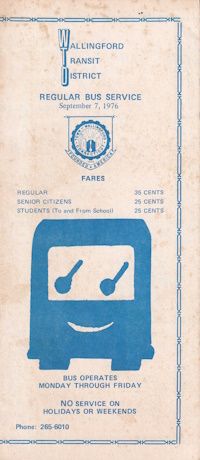 WALLINGFORD
TRANSIT
DISTRICT
REGULAR BUS SERVICE
September 7, 1976
FARES
REGULAR 35 CENTS
SENIOR CITIZENS 25 CENTS
STUDENTS (To and From School) 25 CENTS
BUS OPERATES
MONDAY THROUGH FRIDAY
NO SERVICE ON
HOLIDAYS OR WEEKENDS
Phone: 265-6010